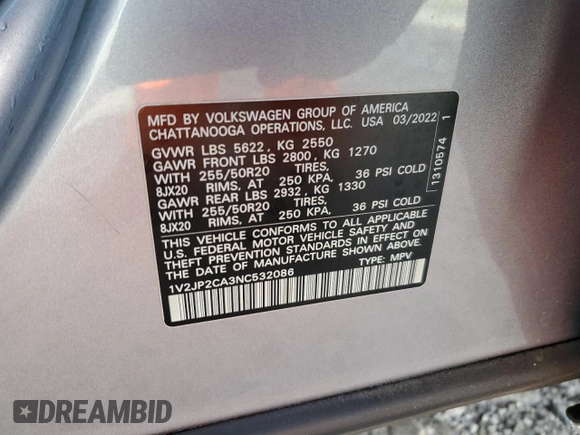 MFD BY VOLKSWAGEN GROUP OF AMERICA
CHATTANOOGA OPERATIONS, LLC. USA 03/2022
GVWR LBS 5622, KG 2550
GAWR FRONT LBS 2800, KG 1270
WITH 255/50R20 TIRES,
8JX20 RIMS, AT 250 KPA, 36 PSI COLD
GAWR REAR LBS 2932, KG 1330
WITH 255/50R20 TIRES,
8JX20 RIMS, AT 250 KPA, 36 PSI COLD
THIS VEHICLE CONFORMS TO ALL APPLICABLE
U.S. FEDERAL MOTOR VEHICLE SAFETY AND
THEFT PREVENTION STANDARDS IN EFFECT ON
THE DATE OF MANUFACTURE SHOWN ABOVE.
1V2JP2CA3NC532086 TYPE: MPV
1310574 1
DREAMBID